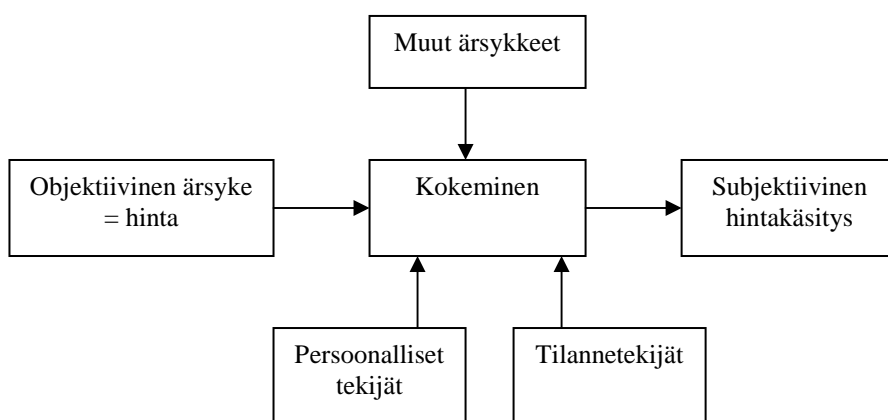 Muut ärsykkeet
Objektiivinen ärsyke
= hinta
Kokeminen
Subjektiivinen
hintakäsitys
Persoonalliset
tekijät
Tilannetekijät